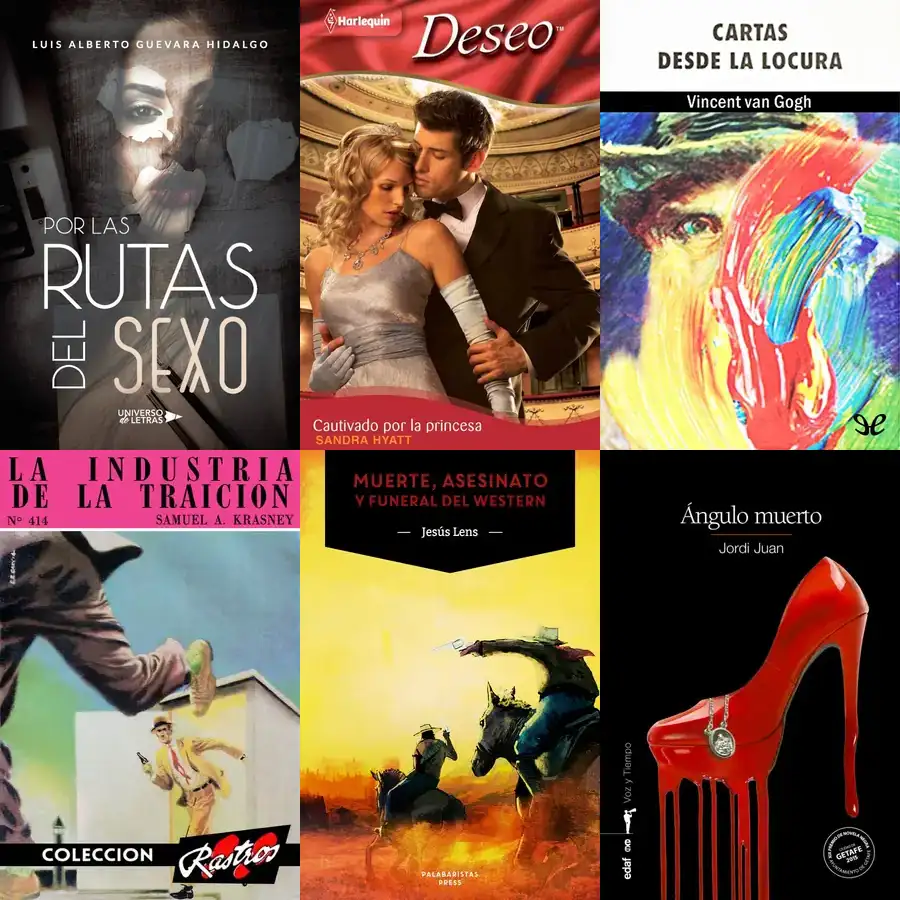 LUIS ALBERTO GUEVARA HIDALGO
POR LAS
RUTAS
DEL SEXO
UNIVERSO
de LETRAS
Harlequin
Deseo™
Cautivado por la princesa
SANDRA HYATT
CARTAS
DESDE LA LOCURA
Vincent van Gogh
LA INDUSTRIA
DE LA TRAICION
Nº 414 SAMUEL A. KRASNEY
COLECCION Rastros
MUERTE, ASESINATO
Y FUNERAL DEL WESTERN
— Jesús Lens —
PALABARISTAS
PRESS
Ángulo muerto
Jordi Juan
Voz y Tiempo
edaf
GETAFE
2015